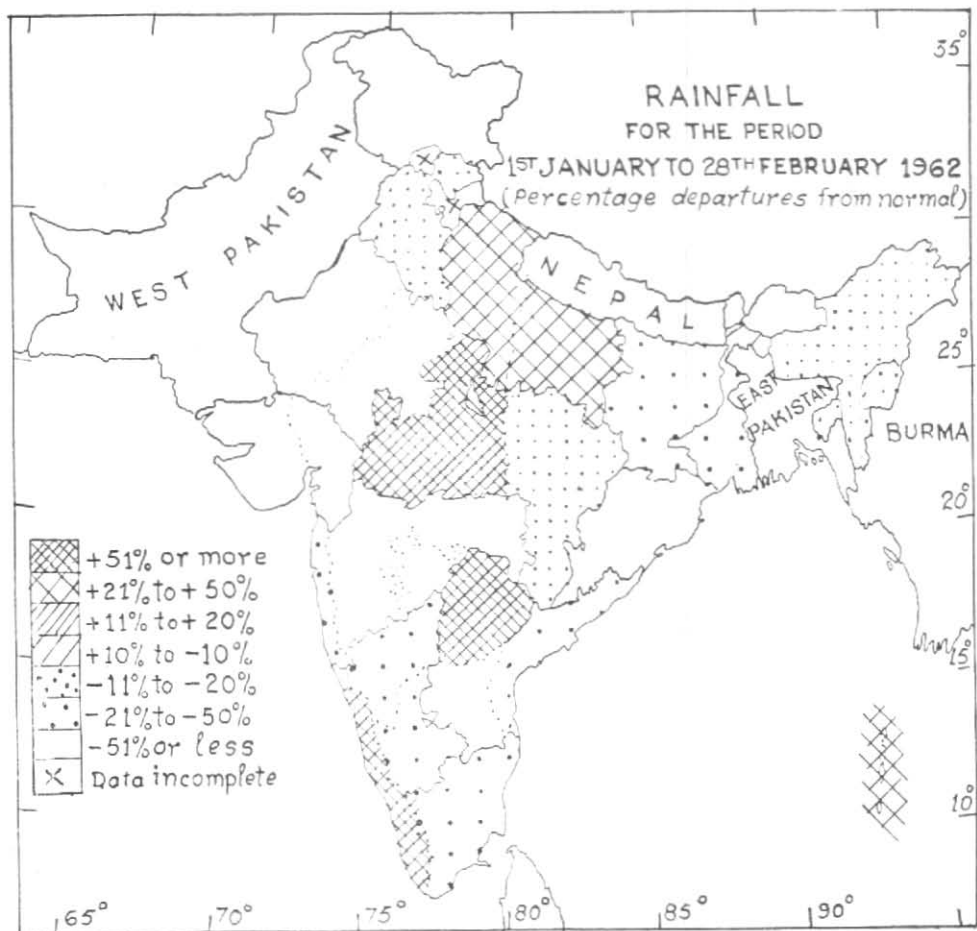 RAINFALL
FOR THE PERIOD
1ST JANUARY TO 28TH FEBRUARY 1962
(Percentage departures from normal)
WEST PAKISTAN
NEPAL
EAST
PAKISTAN
BURMA
35°
25°
20°
15°
10°
+51% or more
+21% to +50%
+11% to +20%
+10% to -10%
-11% to -20%
-21% to -50%
-51% or less
× Data incomplete
65° 70° 75° 80° 85° 90°